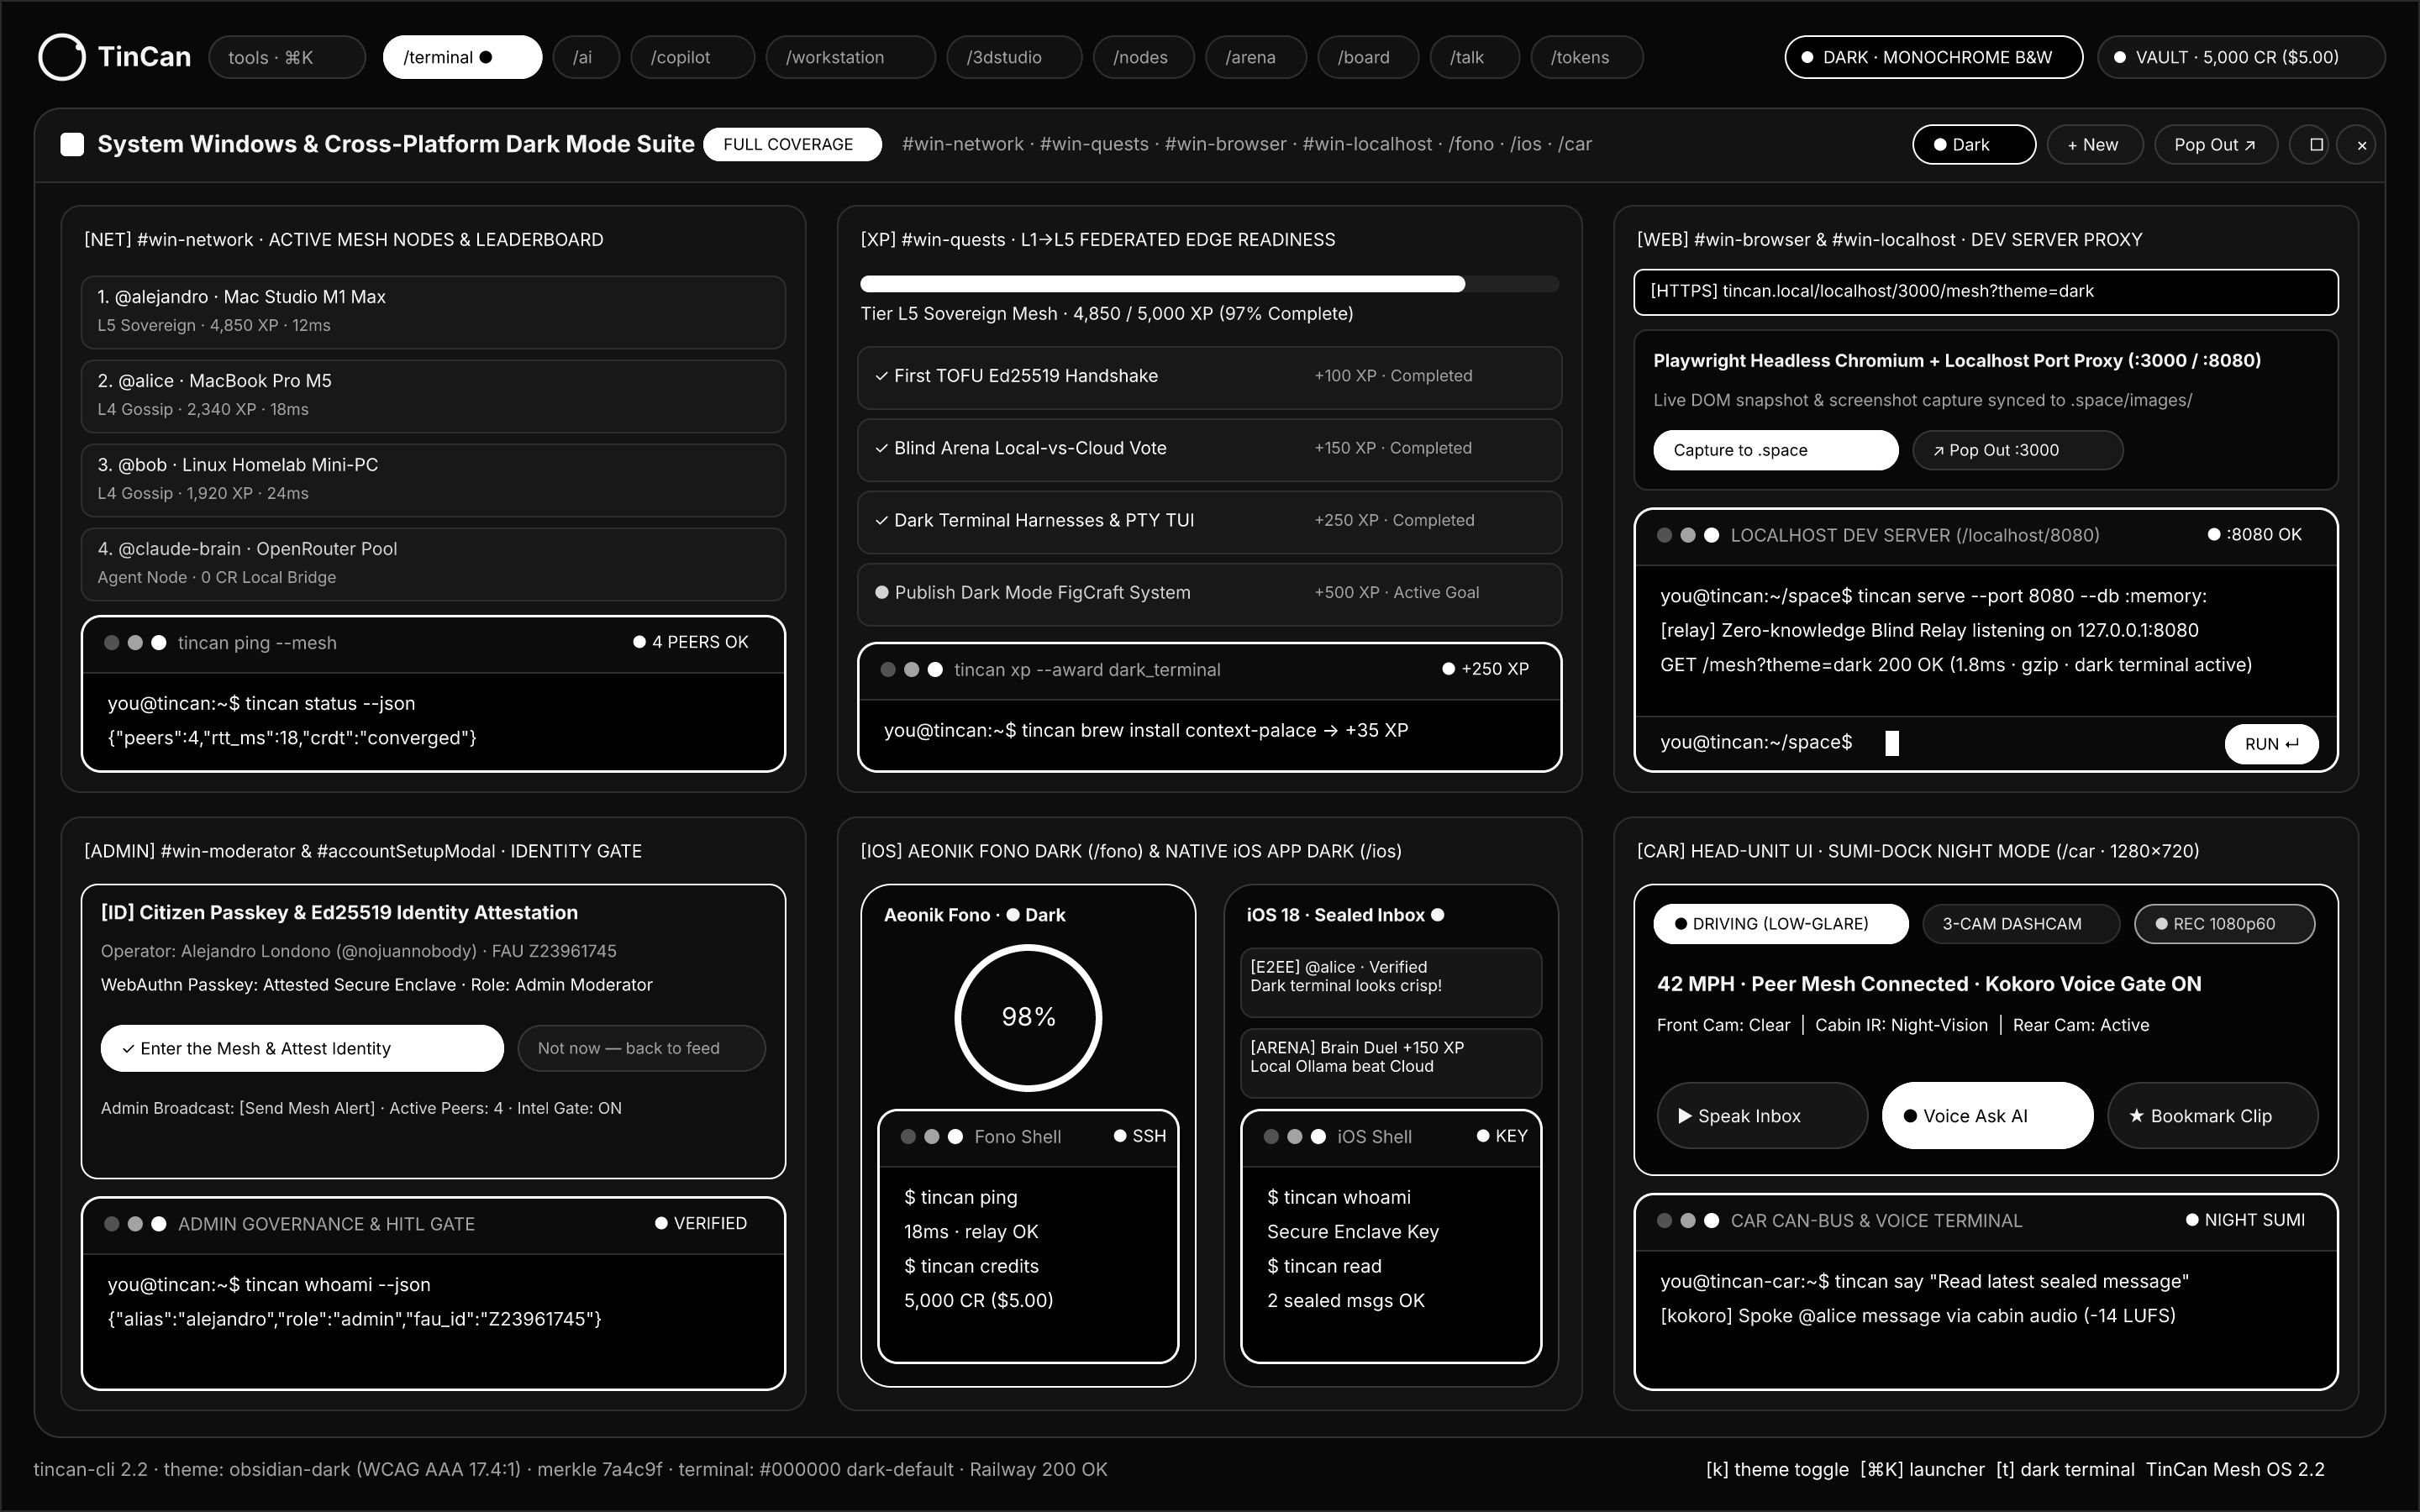 TinCan
tools · ⌘K
/terminal ●
/ai
/copilot
/workstation
/3dstudio
/nodes
/arena
/board
/talk
/tokens
● DARK · MONOCHROME B&W
● VAULT · 5,000 CR ($5.00)
System Windows & Cross-Platform Dark Mode Suite
FULL COVERAGE
#win-network · #win-quests · #win-browser · #win-localhost · /fono · /ios · /car
● Dark
+ New
Pop Out ↗
□
×
[NET] #win-network · ACTIVE MESH NODES & LEADERBOARD
1. @alejandro · Mac Studio M1 Max
L5 Sovereign · 4,850 XP · 12ms
2. @alice · MacBook Pro M5
L4 Gossip · 2,340 XP · 18ms
3. @bob · Linux Homelab Mini-PC
L4 Gossip · 1,920 XP · 24ms
4. @claude-brain · OpenRouter Pool
Agent Node · 0 CR Local Bridge
tincan ping --mesh
● 4 PEERS OK
you@tincan:~$ tincan status --json
{"peers":4,"rtt_ms":18,"crdt":"converged"}
[XP] #win-quests · L1→L5 FEDERATED EDGE READINESS
Tier L5 Sovereign Mesh · 4,850 / 5,000 XP (97% Complete)
✓ First TOFU Ed25519 Handshake
+100 XP · Completed
✓ Blind Arena Local-vs-Cloud Vote
+150 XP · Completed
✓ Dark Terminal Harnesses & PTY TUI
+250 XP · Completed
● Publish Dark Mode FigCraft System
+500 XP · Active Goal
tincan xp --award dark_terminal
● +250 XP
you@tincan:~$ tincan brew install context-palace → +35 XP
[WEB] #win-browser & #win-localhost · DEV SERVER PROXY
[HTTPS] tincan.local/localhost/3000/mesh?theme=dark
Playwright Headless Chromium + Localhost Port Proxy (:3000 / :8080)
Live DOM snapshot & screenshot capture synced to .space/images/
Capture to .space
↗ Pop Out :3000
LOCALHOST DEV SERVER (/localhost/8080)
● :8080 OK
you@tincan:~/space$ tincan serve --port 8080 --db :memory:
[relay] Zero-knowledge Blind Relay listening on 127.0.0.1:8080
GET /mesh?theme=dark 200 OK (1.8ms · gzip · dark terminal active)
you@tincan:~/space$
RUN ↵
[ADMIN] #win-moderator & #accountSetupModal · IDENTITY GATE
[ID] Citizen Passkey & Ed25519 Identity Attestation
Operator: Alejandro Londono (@nojuannobody) · FAU Z23961745
WebAuthn Passkey: Attested Secure Enclave · Role: Admin Moderator
✓ Enter the Mesh & Attest Identity
Not now — back to feed
Admin Broadcast: [Send Mesh Alert] · Active Peers: 4 · Intel Gate: ON
ADMIN GOVERNANCE & HITL GATE
● VERIFIED
you@tincan:~$ tincan whoami --json
{"alias":"alejandro","role":"admin","fau_id":"Z23961745"}
[IOS] AEONIK FONO DARK (/fono) & NATIVE iOS APP DARK (/ios)
Aeonik Fono · ● Dark
98%
Fono Shell
● SSH
$ tincan ping
18ms · relay OK
$ tincan credits
5,000 CR ($5.00)
iOS 18 · Sealed Inbox ●
[E2EE] @alice · Verified
Dark terminal looks crisp!
[ARENA] Brain Duel +150 XP
Local Ollama beat Cloud
iOS Shell
● KEY
$ tincan whoami
Secure Enclave Key
$ tincan read
2 sealed msgs OK
[CAR] HEAD-UNIT UI · SUMI-DOCK NIGHT MODE (/car · 1280×720)
● DRIVING (LOW-GLARE)
3-CAM DASHCAM
● REC 1080p60
42 MPH · Peer Mesh Connected · Kokoro Voice Gate ON
Front Cam: Clear | Cabin IR: Night-Vision | Rear Cam: Active
▶ Speak Inbox
● Voice Ask AI
★ Bookmark Clip
CAR CAN-BUS & VOICE TERMINAL
● NIGHT SUMI
you@tincan-car:~$ tincan say "Read latest sealed message"
[kokoro] Spoke @alice message via cabin audio (-14 LUFS)
tincan-cli 2.2 · theme: obsidian-dark (WCAG AAA 17.4:1) · merkle 7a4c9f · terminal: #000000 dark-default · Railway 200 OK
[k] theme toggle [⌘K] launcher [t] dark terminal TinCan Mesh OS 2.2